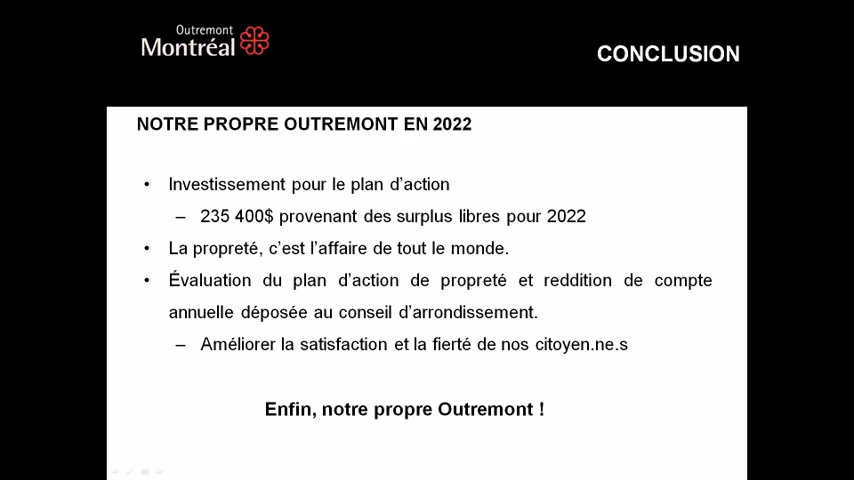 Outremont
Montréal
CONCLUSION
NOTRE PROPRE OUTREMONT EN 2022
• Investissement pour le plan d’action
– 235 400$ provenant des surplus libres pour 2022
• La propreté, c’est l’affaire de tout le monde.
• Évaluation du plan d’action de propreté et reddition de compte
annuelle déposée au conseil d’arrondissement.
– Améliorer la satisfaction et la fierté de nos citoyen.ne.s
Enfin, notre propre Outremont !